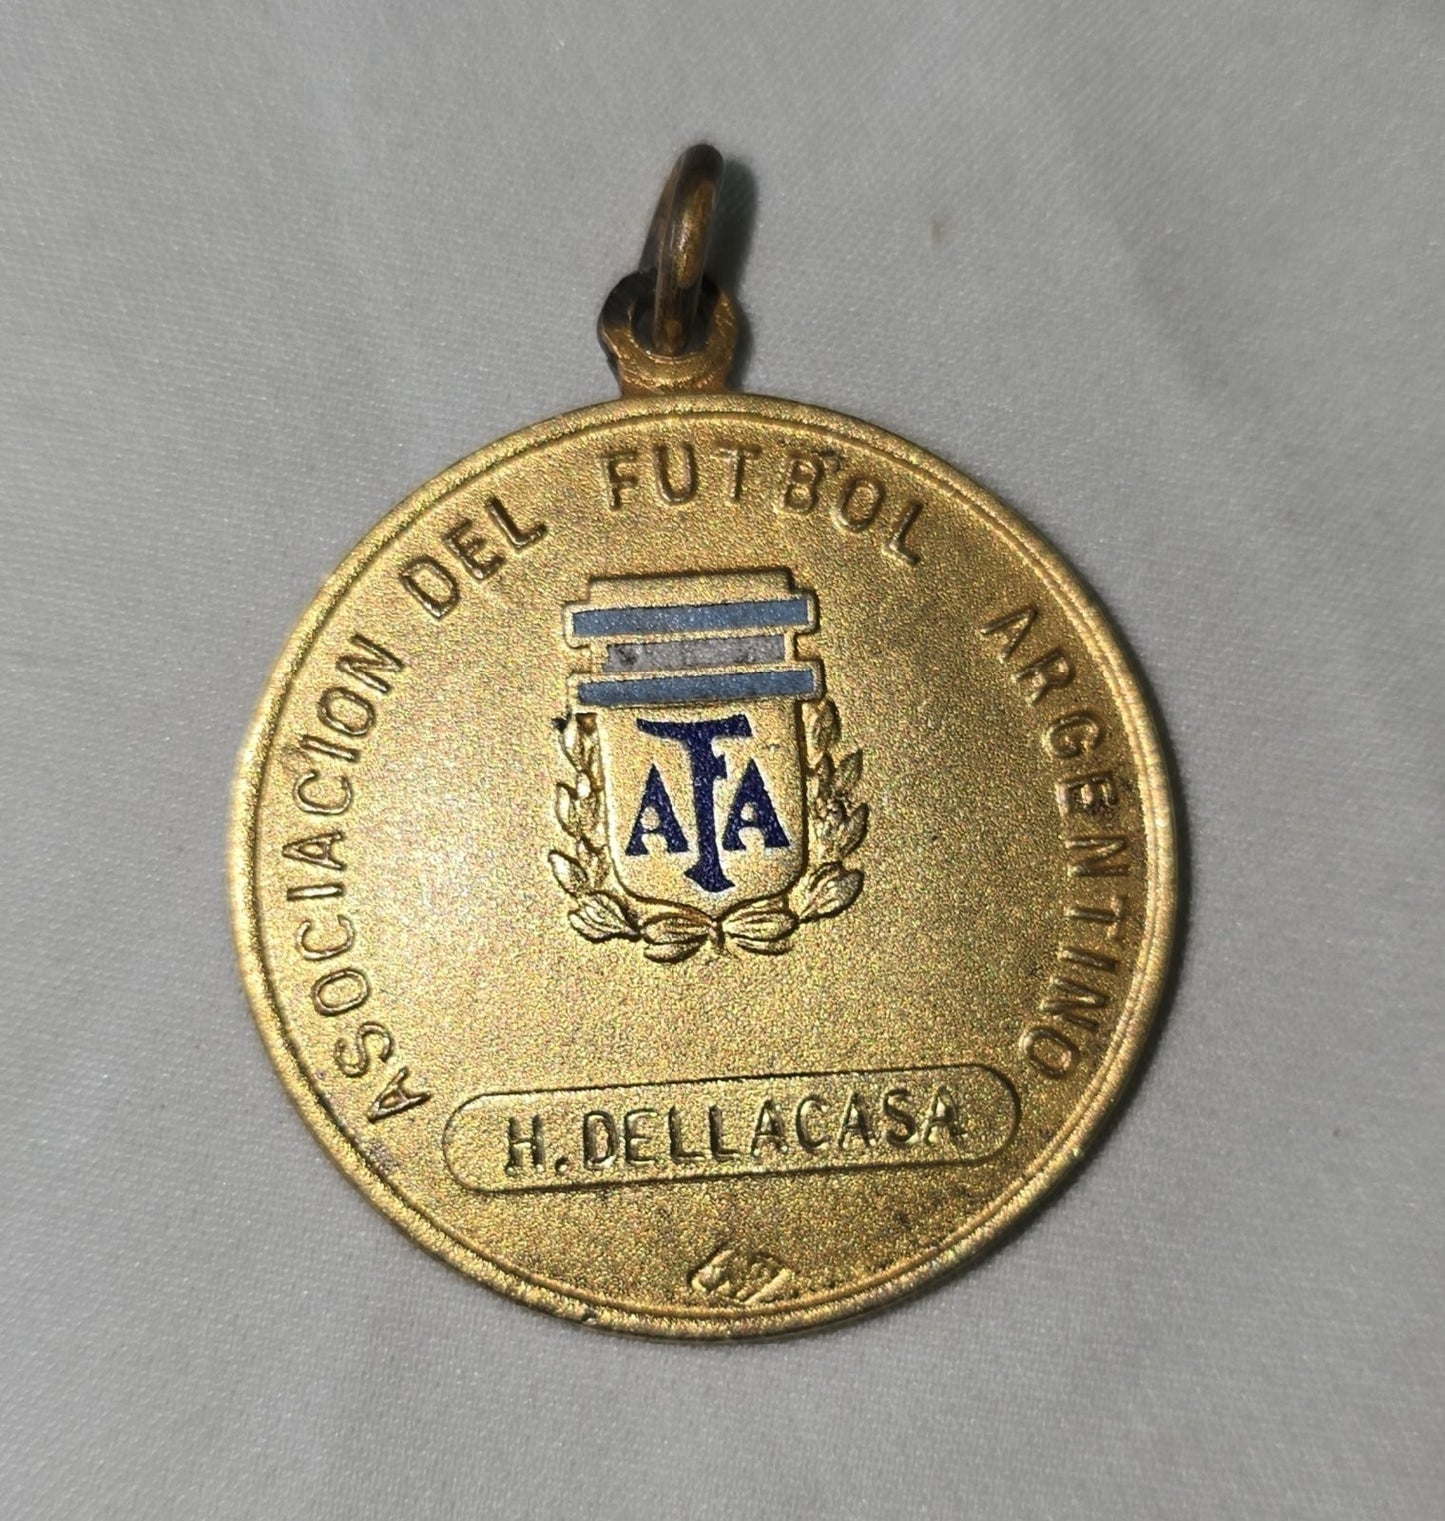 ASOCIACION DEL FUTBOL ARGENTINO
AFA
H. DELLACASA